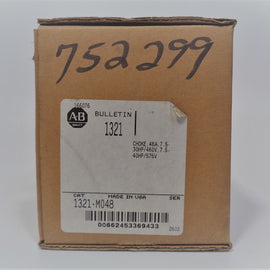 752299
166076
AB
BULLETIN
1321
CHOKE,48A,7.5-
30HP/460V,7.5-
40HP/575V
CAT MADE IN USA SER
1321-M048
00662453369433